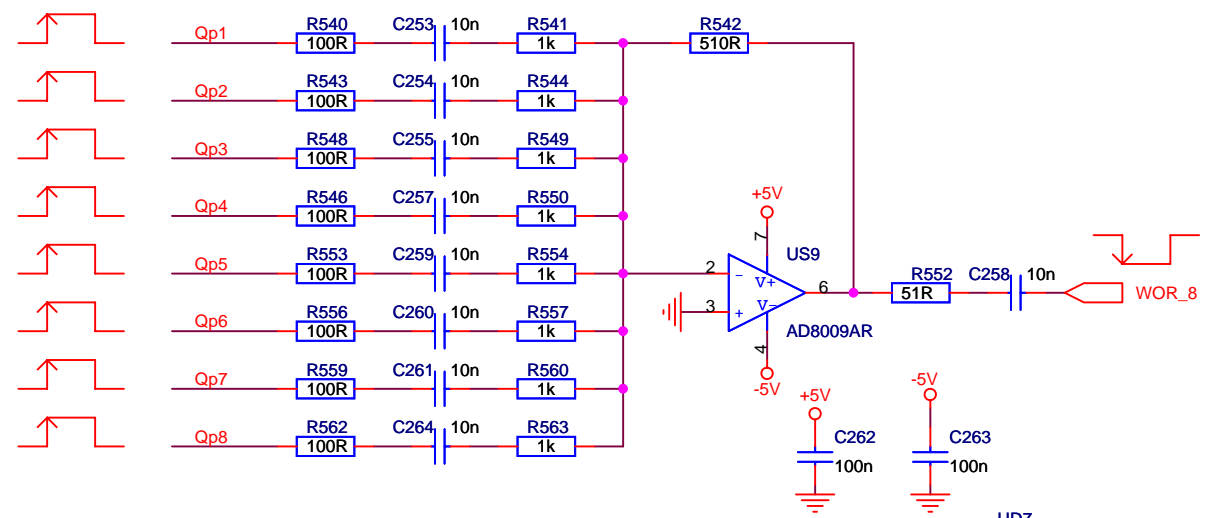 Qp1 R540 100R C253 10n R541 1k R542 510R
Qp2 R543 100R C254 10n R544 1k
Qp3 R548 100R C255 10n R549 1k
Qp4 R546 100R C257 10n R550 1k
+5V
7
Qp5 R553 100R C259 10n R554 1k
US9
2
- V+
V-
+
3
6
4
AD8009AR
-5V
R552 51R C258 10n WOR_8
Qp6 R556 100R C260 10n R557 1k
Qp7 R559 100R C261 10n R560 1k
Qp8 R562 100R C264 10n R563 1k
+5V
C262
100n
-5V
C263
100n